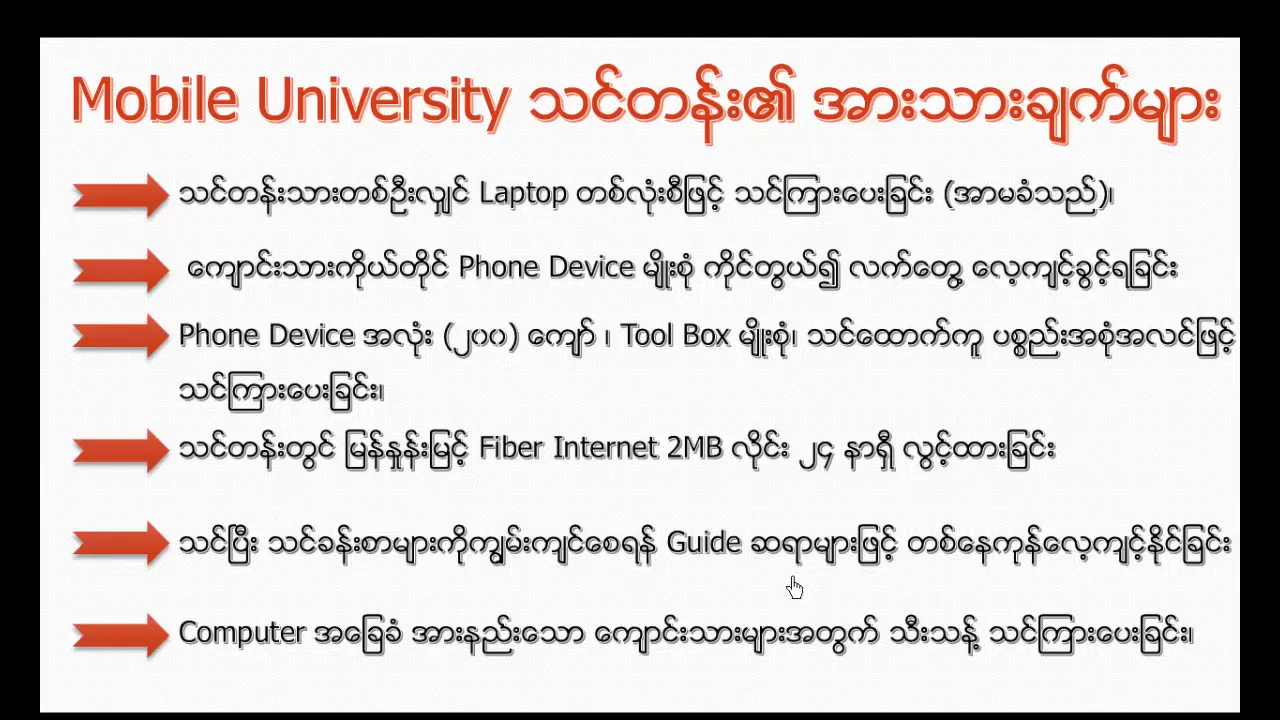 Mobile University သင်တန်း၏ အားသားချက်များ
သင်တန်းသားတစ်ဦးလျှင် Laptop တစ်လုံးစီဖြင့် သင်ကြားပေးခြင်း (အာမခံသည်)၊
ကျောင်းသားကိုယ်တိုင် Phone Device မျိုးစုံ ကိုင်တွယ်၍ လက်တွေ့ လေ့ကျင့်ခွင့်ရခြင်း
Phone Device အလုံး (၂၀၀) ကျော် ၊ Tool Box မျိုးစုံ၊ သင်ထောက်ကူ ပစ္စည်းအစုံအလင်ဖြင့်
သင်ကြားပေးခြင်း၊
သင်တန်းတွင် မြန်နှုန်းမြင့် Fiber Internet 2MB လိုင်း ၂၄ နာရီ လွှင့်ထားခြင်း
သင်ပြီး သင်ခန်းစာများကိုကျွမ်းကျင်စေရန် Guide ဆရာများဖြင့် တစ်နေကုန်လေ့ကျင့်နိုင်ခြင်း
Computer အခြေခံ အားနည်းသော ကျောင်းသားများအတွက် သီးသန့် သင်ကြားပေးခြင်း၊